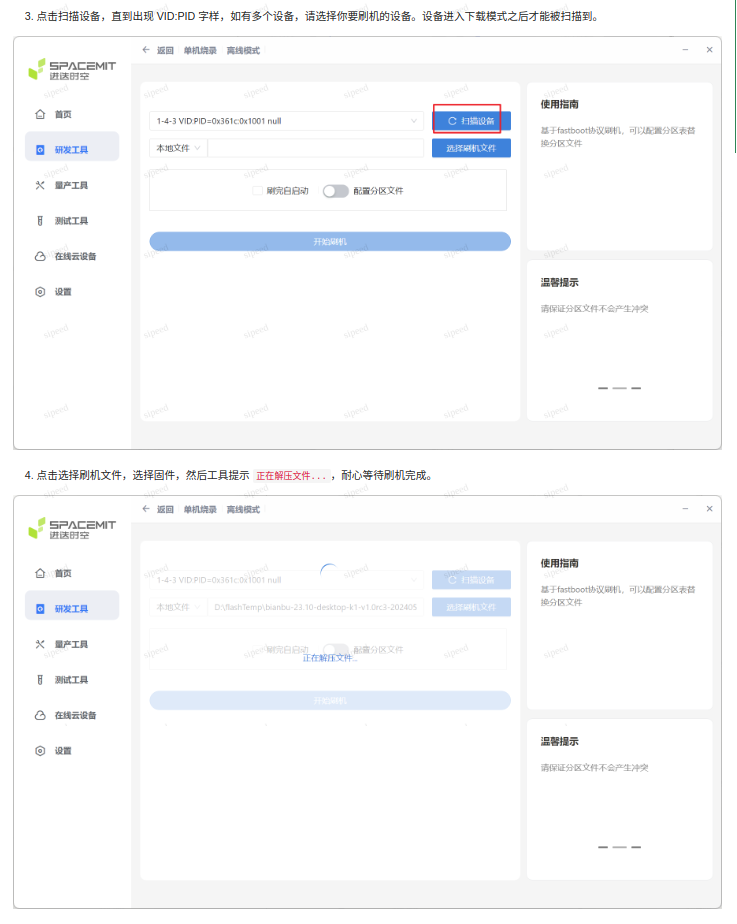 3. 点击扫描设备，直到出现 VID:PID 字样，如有多个设备，请选择你要刷机的设备。设备进入下载模式之后才能被扫描到。
SPACEMIT
进迭时空
← 返回 单机烧录 离线模式
首页
研发工具
量产工具
测试工具
在线云设备
设置
1-4-3 VID:PID=0x361c:0x1001 null
扫描设备
本地文件
选择刷机文件
刷完自启动 配置分区文件
开始刷机
使用指南
基于fastboot协议刷机，可以配置分区表替
换分区文件
温馨提示
请保证分区文件不会产生冲突
sipeed
4. 点击选择刷机文件，选择固件，然后工具提示 正在解压文件... ，耐心等待刷机完成。
SPACEMIT
进迭时空
← 返回 单机烧录 离线模式
首页
研发工具
量产工具
测试工具
在线云设备
设置
1-4-3 VID:PID=0x361c:0x1001 null
扫描设备
本地文件
D:\flashTemp\bianbu-23.10-desktop-k1-v1.0rc3-202405
选择刷机文件
刷完自启动 配置分区文件
正在解压文件...
开始刷机
使用指南
基于fastboot协议刷机，可以配置分区表替
换分区文件
温馨提示
请保证分区文件不会产生冲突
sipeed